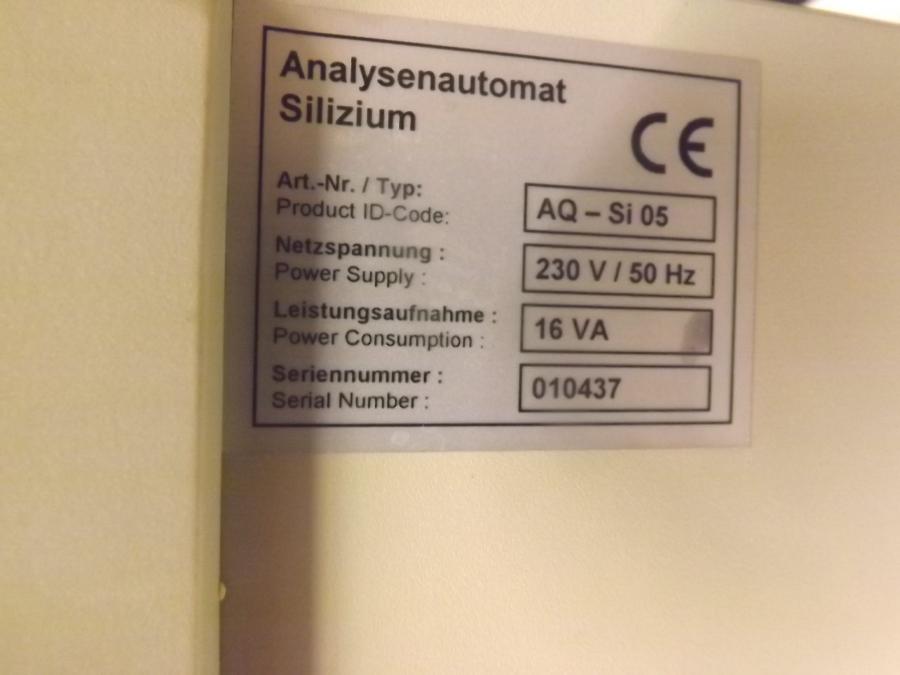 Analysenautomat
Silizium
CE
Art.-Nr. / Typ:
Product ID-Code:
AQ – Si 05
Netzspannung :
Power Supply :
230 V / 50 Hz
Leistungsaufnahme :
Power Consumption :
16 VA
Seriennummer :
Serial Number :
010437